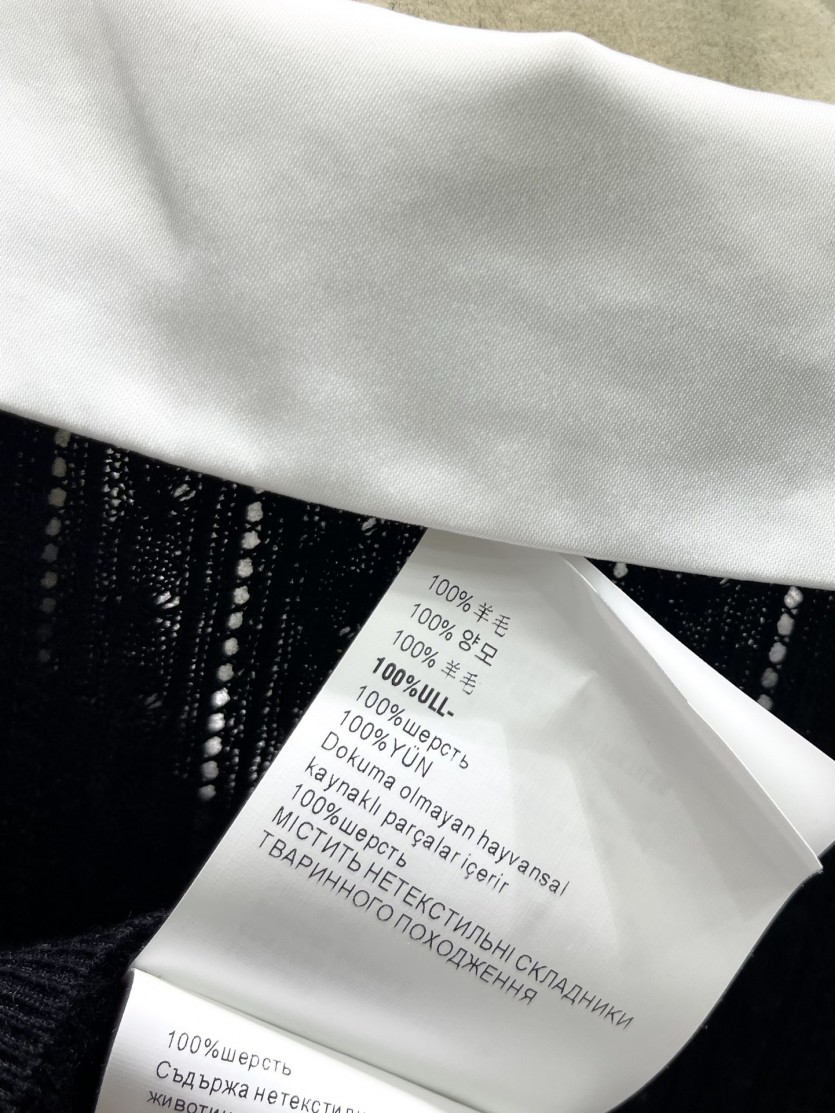 100%羊毛
100% 양모
100% 羊毛
100%ULL-
100%шерсть
100%YÜN
Dokuma olmayan hayvansal
kaynaklı parçalar içerir
100%шерсть
МІСТИТЬ НЕТЕКСТИЛЬНІ СКЛАДНИКИ
ТВАРИННОГО ПОХОДЖЕННЯ
100%шерсть
Съдържа